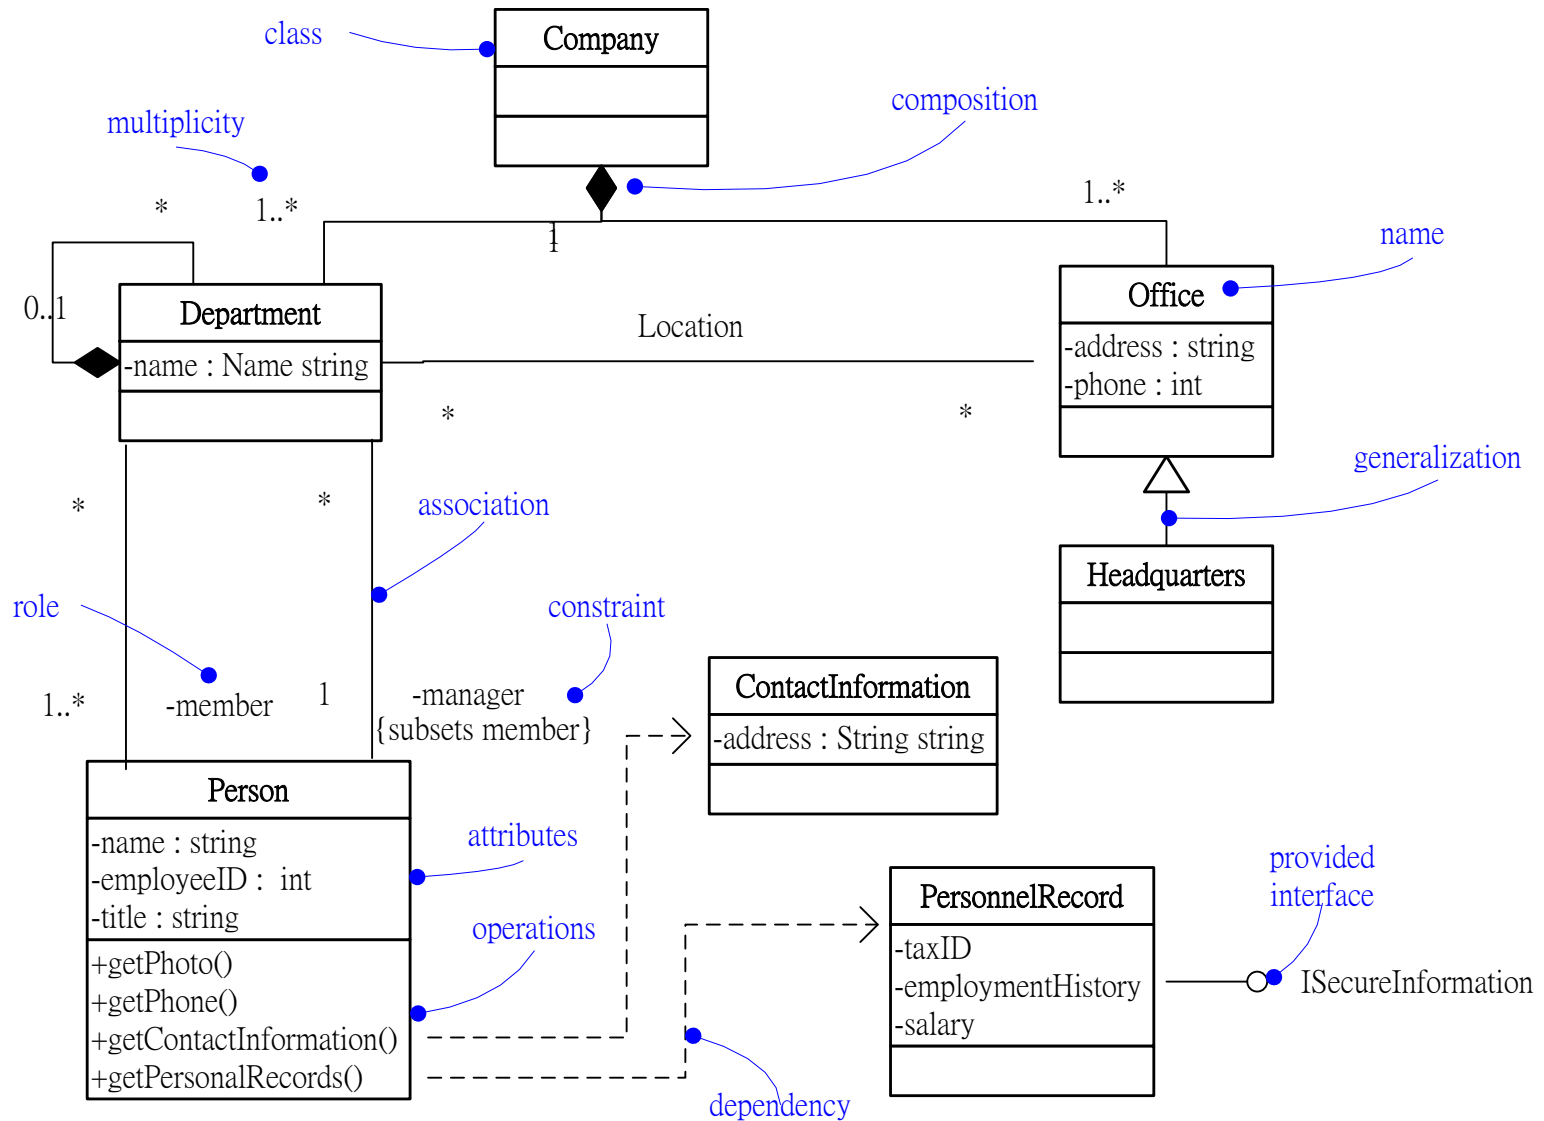 class
Company
composition
multiplicity
*
1..*
1
1..*
name
0..1
Department
-name : Name string
Location
*
*
Office
-address : string
-phone : int
generalization
Headquarters
*
*
association
role
1..*
-member
1
-manager
{subsets member}
constraint
ContactInformation
-address : String string
Person
-name : string
-employeeID :  int
-title : string
+getPhoto()
+getPhone()
+getContactInformation()
+getPersonalRecords()
attributes
operations
dependency
PersonnelRecord
-taxID
-employmentHistory
-salary
provided
interface
ISecureInformation